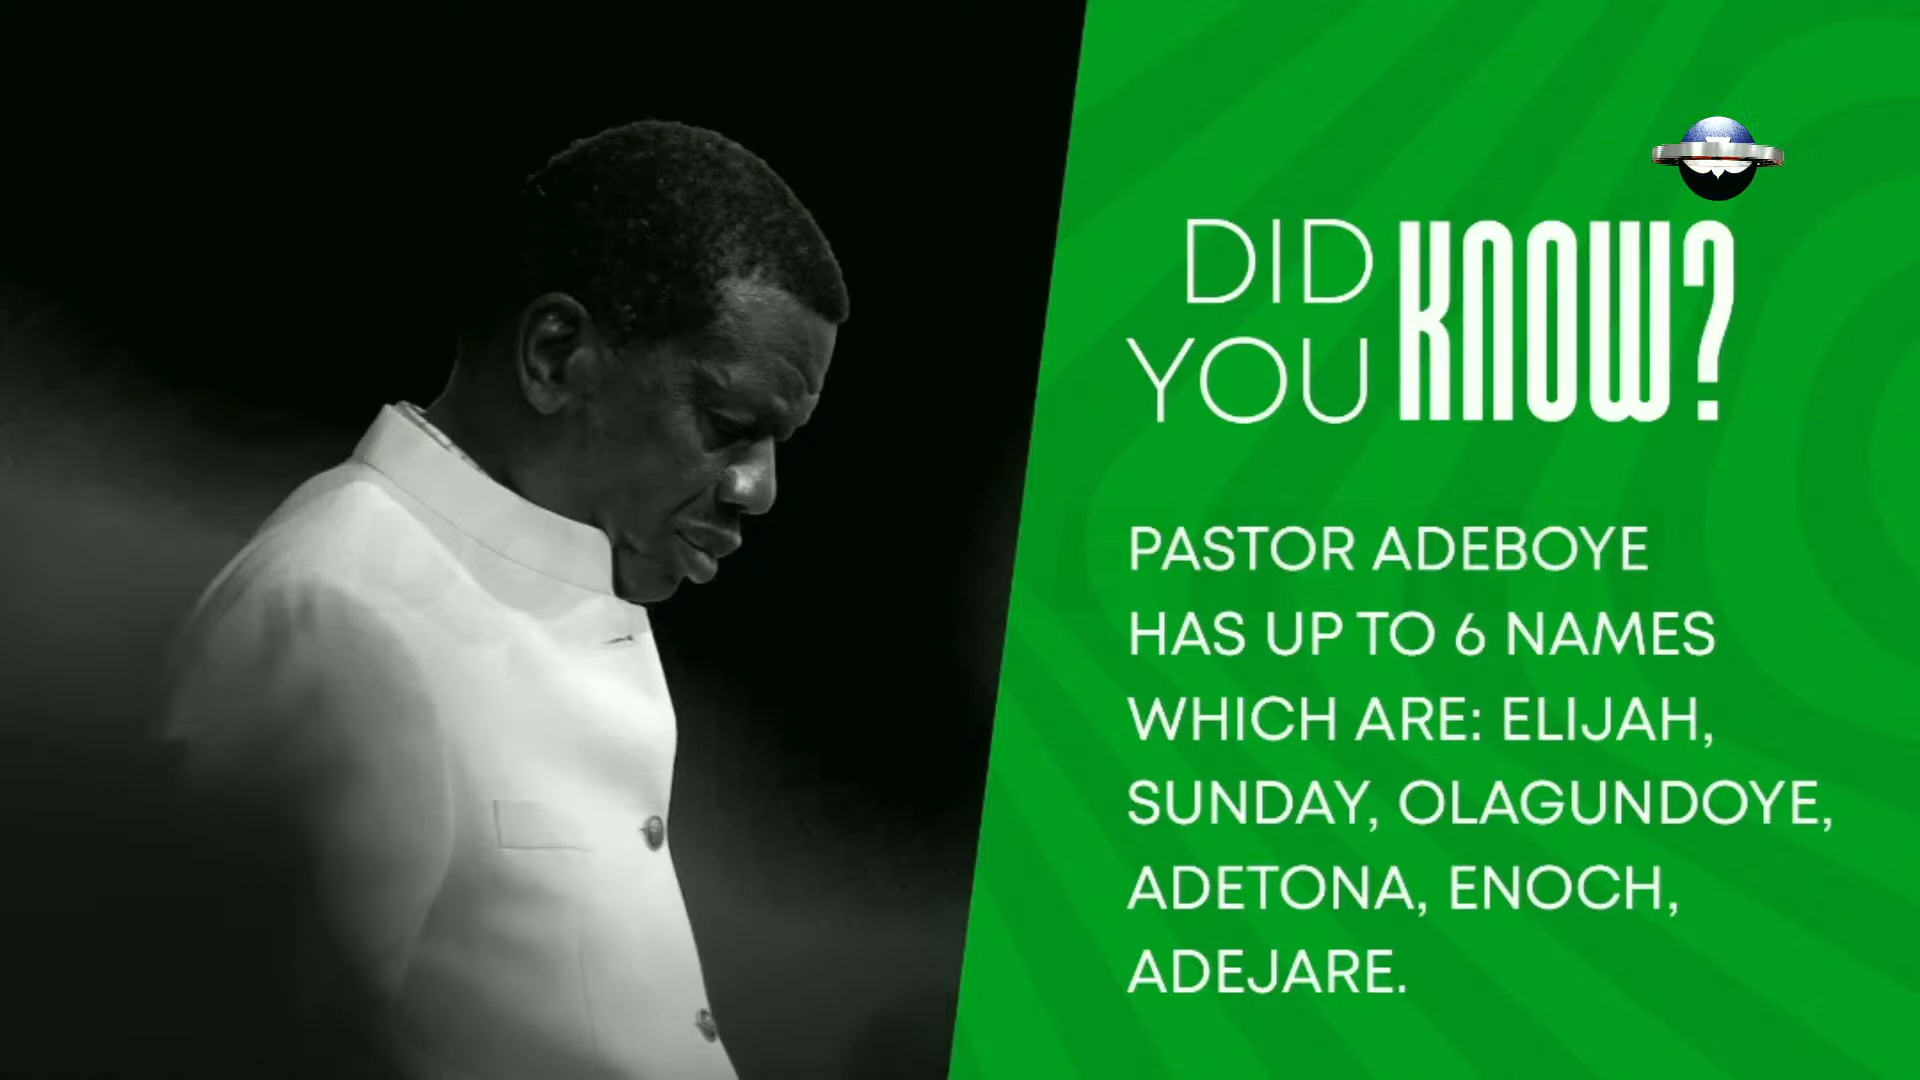 DID
YOU KNOW?
PASTOR ADEBOYE
HAS UP TO 6 NAMES
WHICH ARE: ELIJAH,
SUNDAY, OLAGUNDOYE,
ADETONA, ENOCH,
ADEJARE.